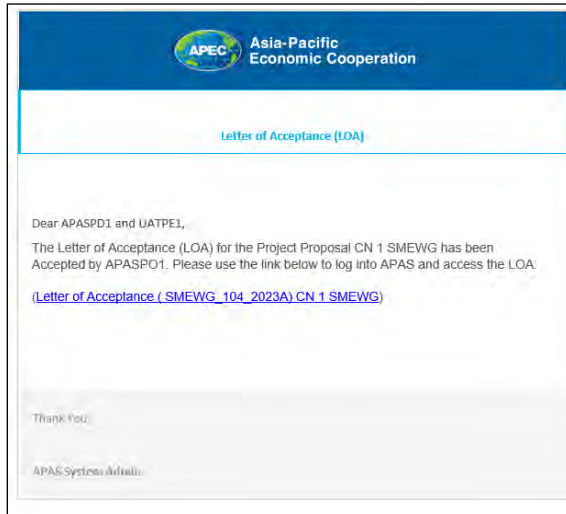 APEC
Asia-Pacific
Economic Cooperation
Letter of Acceptance (LOA)
Dear APASPD1 and UATPE1,
The Letter of Acceptance (LOA) for the Project Proposal CN 1 SMEWG has been
Accepted by APASPO1. Please use the link below to log into APAS and access the LOA:
(Letter of Acceptance ( SMEWG_104_2023A) CN 1 SMEWG)
Thank You,
APAS System Admin.